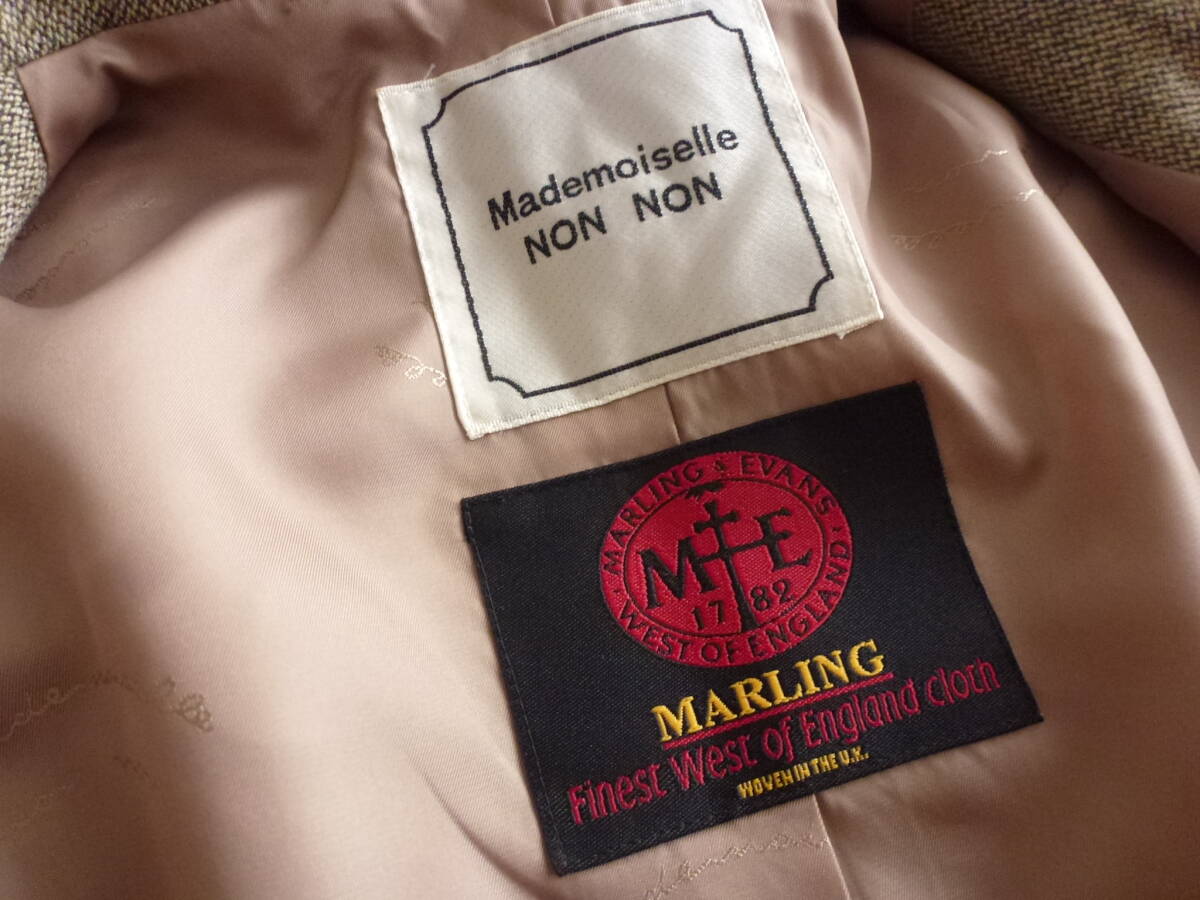 Mademoiselle
NON NON
MARLING & EVANS
M E
17 82
WEST OF ENGLAND
MARLING
Finest West of England cloth
WOVEN IN THE U.K.